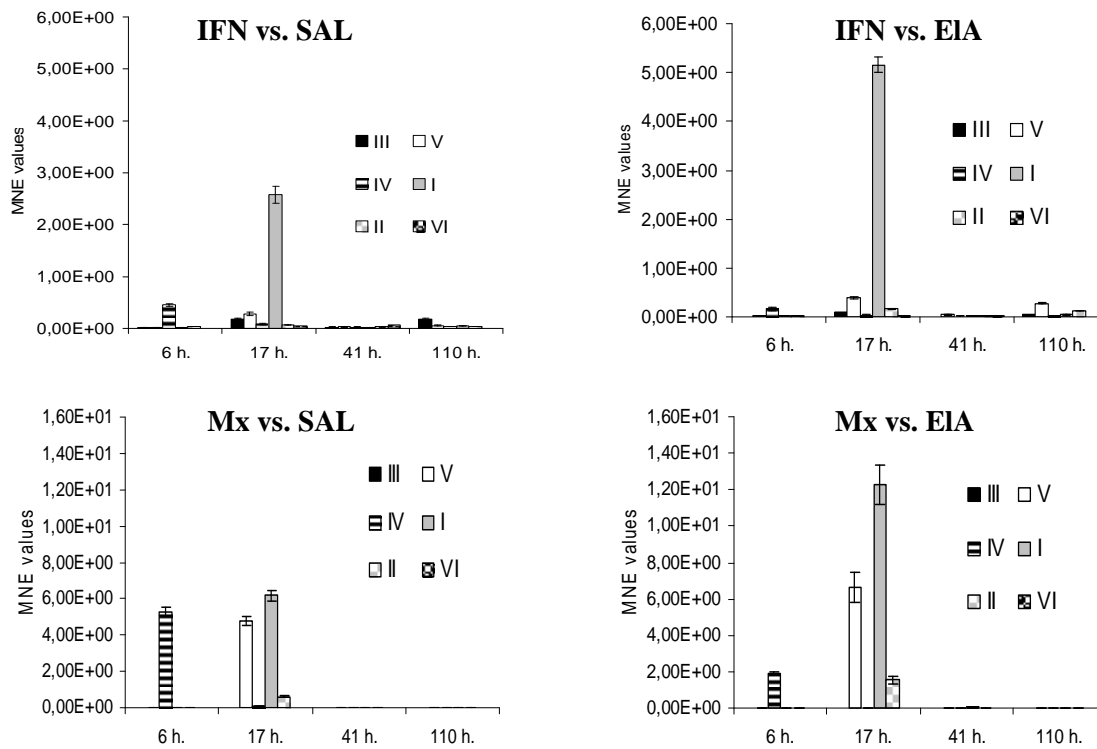 IFN vs. SAL
6,00E+00
5,00E+00
4,00E+00
3,00E+00
2,00E+00
1,00E+00
0,00E+00
MNE values
III V
IV I
II VI
6 h. 17 h. 41 h. 110 h.
IFN vs. ElA
6,00E+00
5,00E+00
4,00E+00
3,00E+00
2,00E+00
1,00E+00
0,00E+00
MNE values
III V
IV I
II VI
6 h. 17 h. 41 h. 110 h.
Mx vs. SAL
1,60E+01
1,40E+01
1,20E+01
1,00E+01
8,00E+00
6,00E+00
4,00E+00
2,00E+00
0,00E+00
MNE values
III V
IV I
II VI
6 h. 17 h. 41 h. 110 h.
Mx vs. ElA
1,60E+01
1,40E+01
1,20E+01
1,00E+01
8,00E+00
6,00E+00
4,00E+00
2,00E+00
0,00E+00
MNE values
III V
IV I
II VI
6 h. 17 h. 41 h. 110 h.